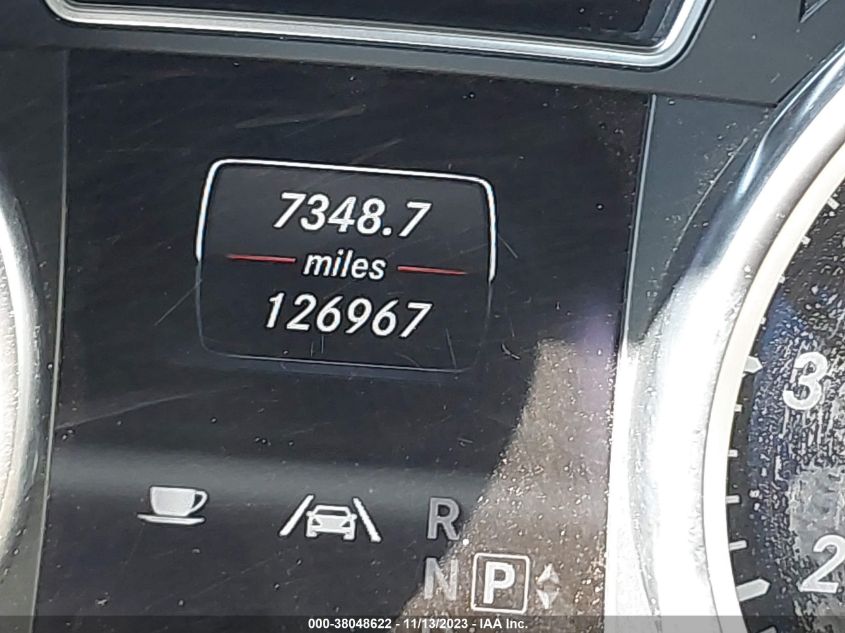 7348.7
miles
126967
3
R
N P
2
000-38048622 - 11/13/2023 - IAA Inc.